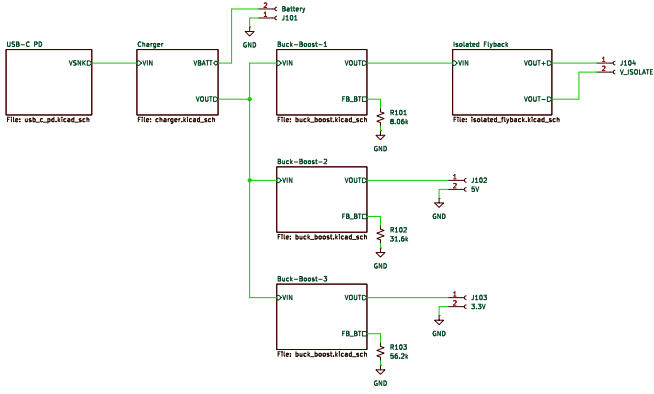 2 Battery
1 J101
GND
USB-C PD
VSNK
File: usb_c_pd.kicad_sch
Charger
VIN
VBATT
VOUT
File: charger.kicad_sch
Buck-Boost-1
VIN
VOUT
FB_BT
File: buck_boost.kicad_sch
R101
8.06k
GND
Isolated Flyback
VIN
VOUT+
VOUT-
File: isolated_flyback.kicad_sch
1 J104
2 V_ISOLATE
Buck-Boost-2
VIN
VOUT
FB_BT
File: buck_boost.kicad_sch
1 J102
2 5V
GND
R102
31.6k
GND
Buck-Boost-3
VIN
VOUT
FB_BT
File: buck_boost.kicad_sch
1 J103
2 3.3V
GND
R103
56.2k
GND